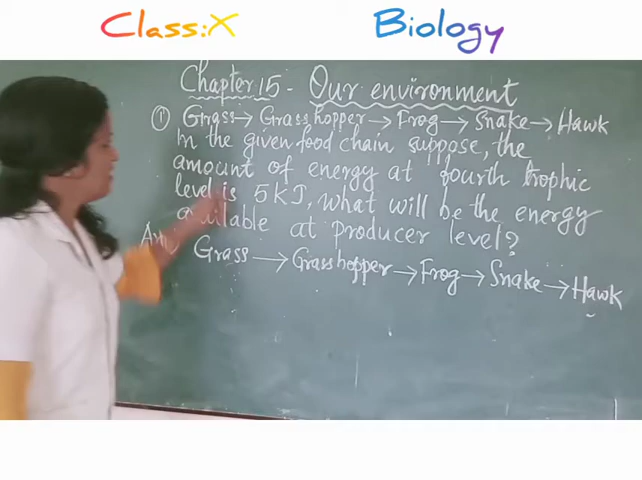 Class:X
Biology
Chapter 15 - Our environment
① Grass → Grasshopper → Frog → Snake → Hawk
In the given food chain suppose, the
amount of energy at fourth trophic
level is 5 KJ, what will be the energy
available at producer level?
Grass → Grasshopper → Frog → Snake → Hawk